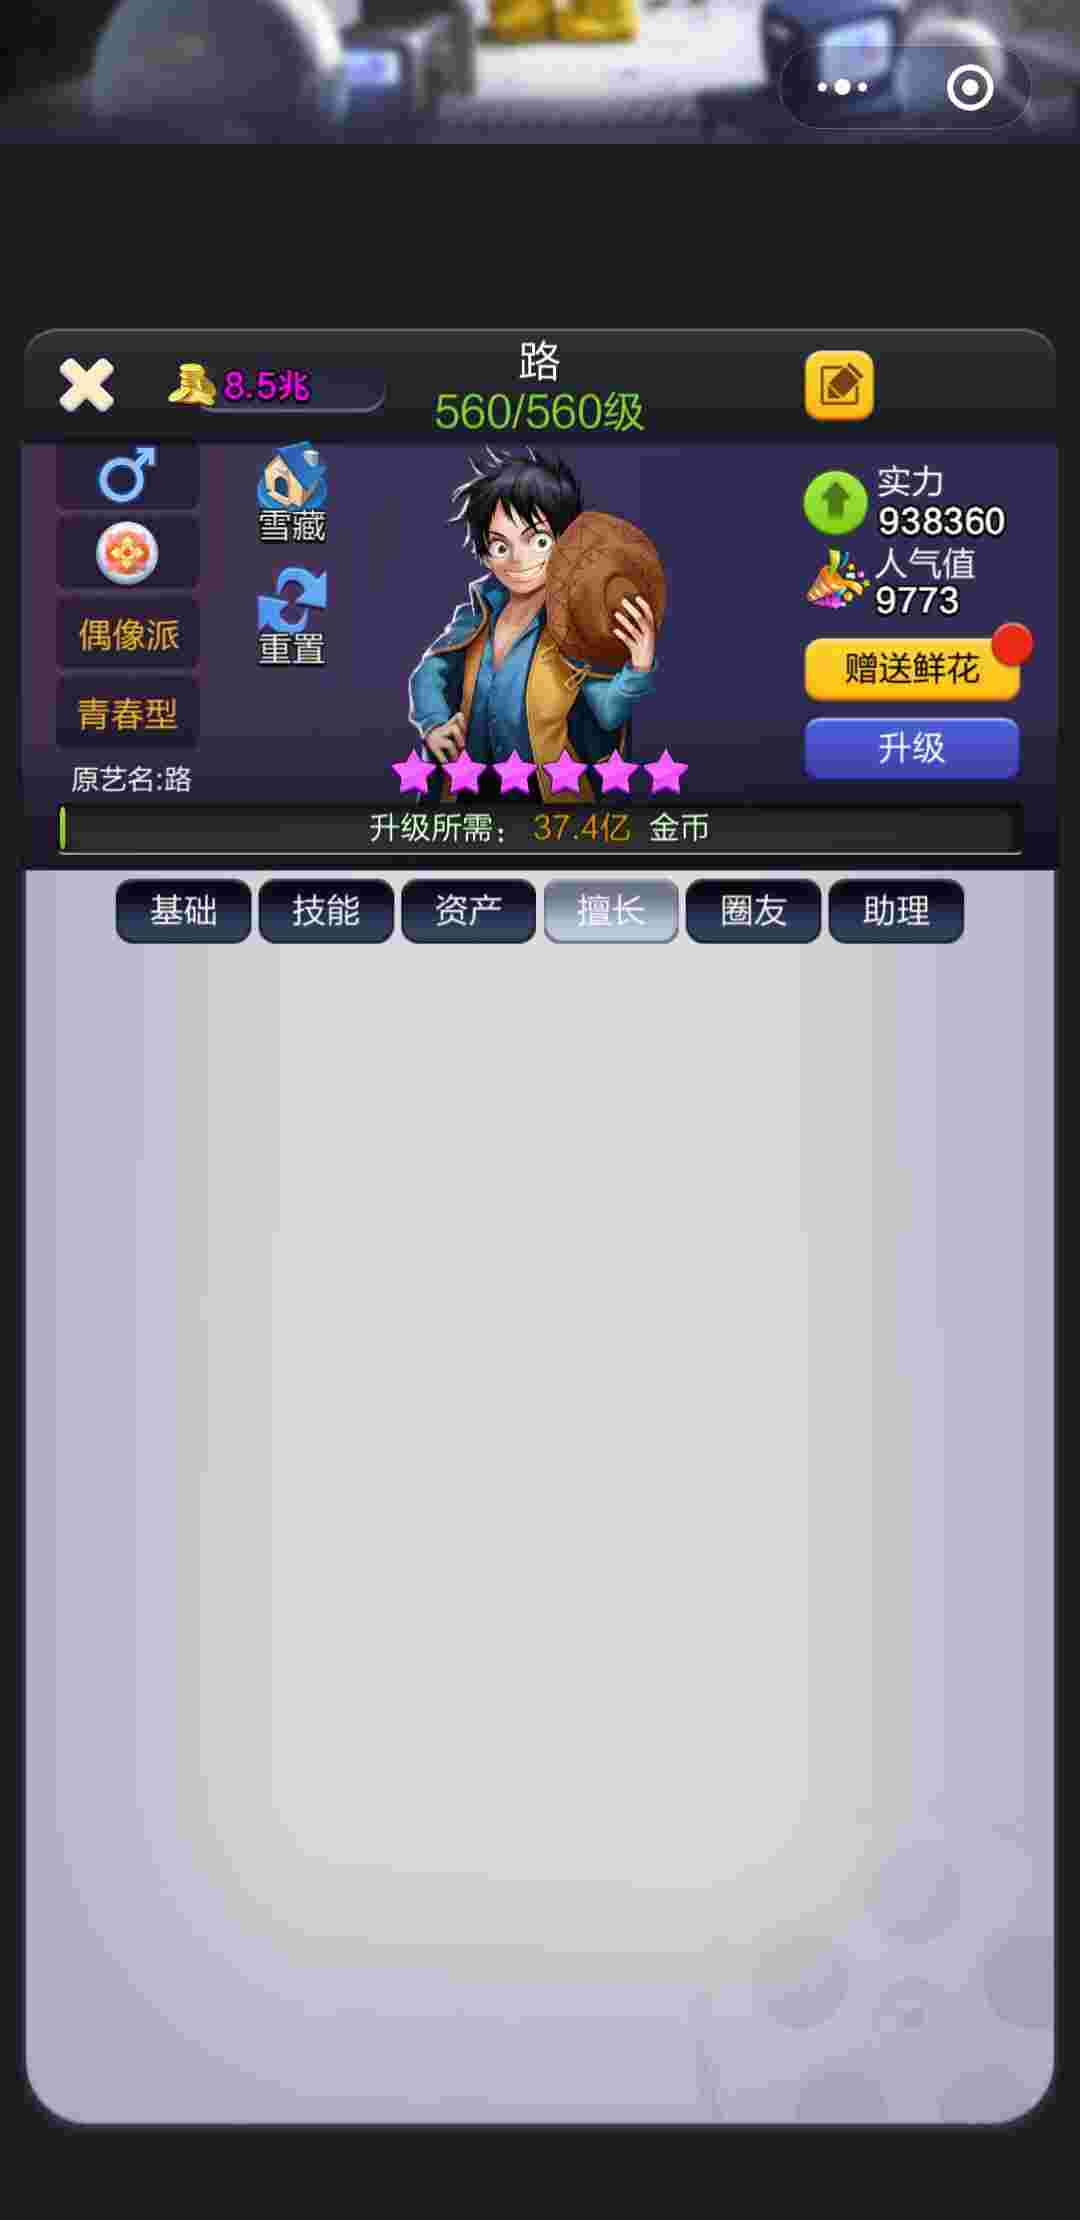 路
8.5兆
560/560级
雪藏
重置
偶像派
青春型
原艺名:路
实力
938360
人气值
9773
赠送鲜花
升级
升级所需： 37.4亿 金币
基础 技能 资产 擅长 圈友 助理